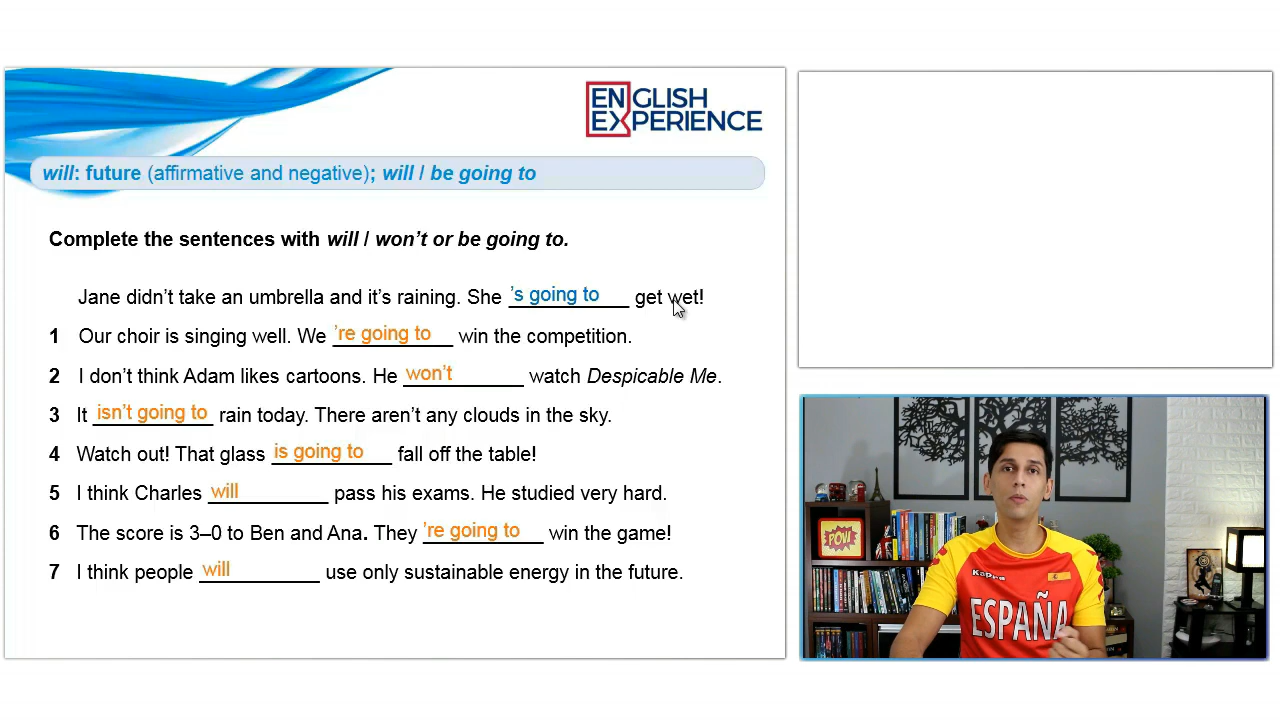 ENGLISH
EXPERIENCE
will: future (affirmative and negative); will / be going to
Complete the sentences with will / won’t or be going to.
Jane didn’t take an umbrella and it’s raining. She ’s going to get wet!
1 Our choir is singing well. We ’re going to win the competition.
2 I don’t think Adam likes cartoons. He won’t watch Despicable Me.
3 It isn’t going to rain today. There aren’t any clouds in the sky.
4 Watch out! That glass is going to fall off the table!
5 I think Charles will pass his exams. He studied very hard.
6 The score is 3–0 to Ben and Ana. They ’re going to win the game!
7 I think people will use only sustainable energy in the future.
POW!
Kappa
ESPAÑA